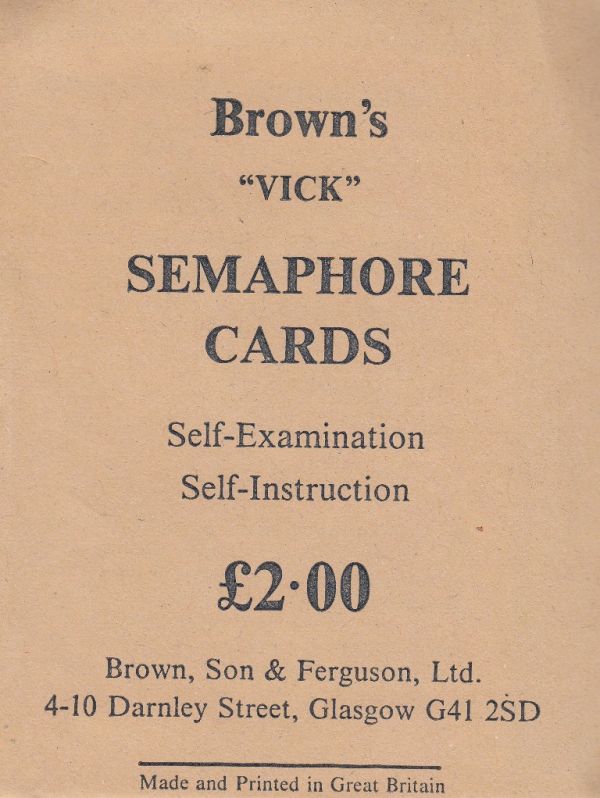 Brown's
“VICK”
SEMAPHORE
CARDS
Self-Examination
Self-Instruction
£2·00
Brown, Son & Ferguson, Ltd.
4-10 Darnley Street, Glasgow G41 2SD
Made and Printed in Great Britain